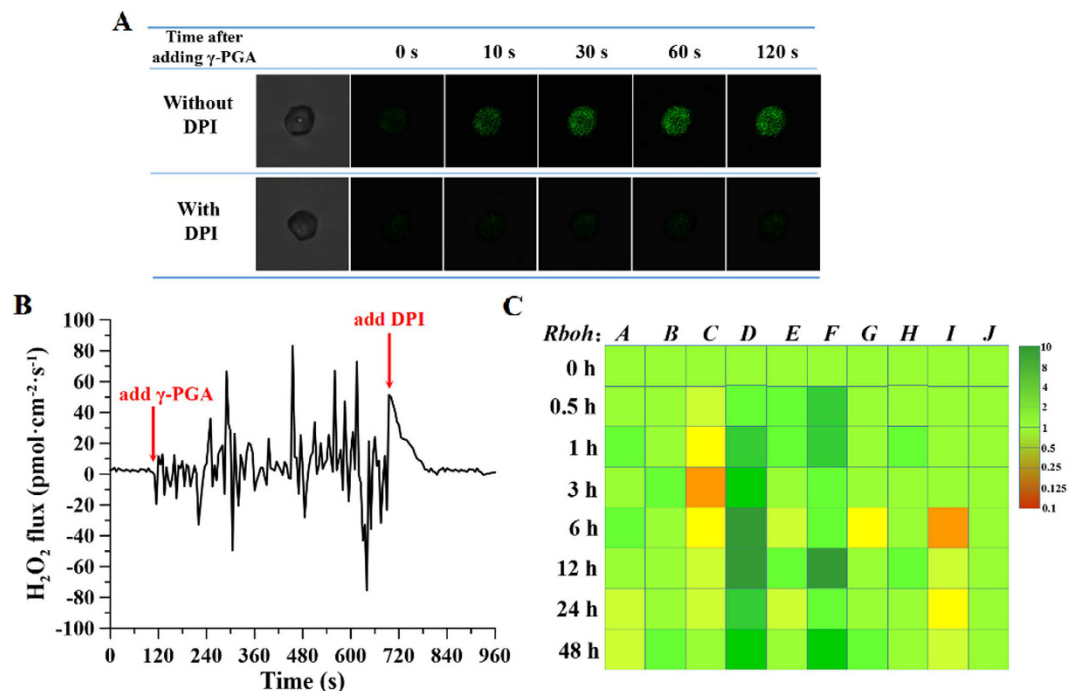 A
Time after
adding γ-PGA
0 s 10 s 30 s 60 s 120 s
Without
DPI
With
DPI
B
100
80
60
40
20
0
-20
-40
-60
-80
-100
H₂O₂ flux (pmol·cm⁻²·s⁻¹)
add γ-PGA
add DPI
0 120 240 360 480 600 720 840 960
Time (s)
C
Rboh: A B C D E F G H I J
0 h
0.5 h
1 h
3 h
6 h
12 h
24 h
48 h
10
8
6
4
2
1
0.5
0.25
0.125
0.1